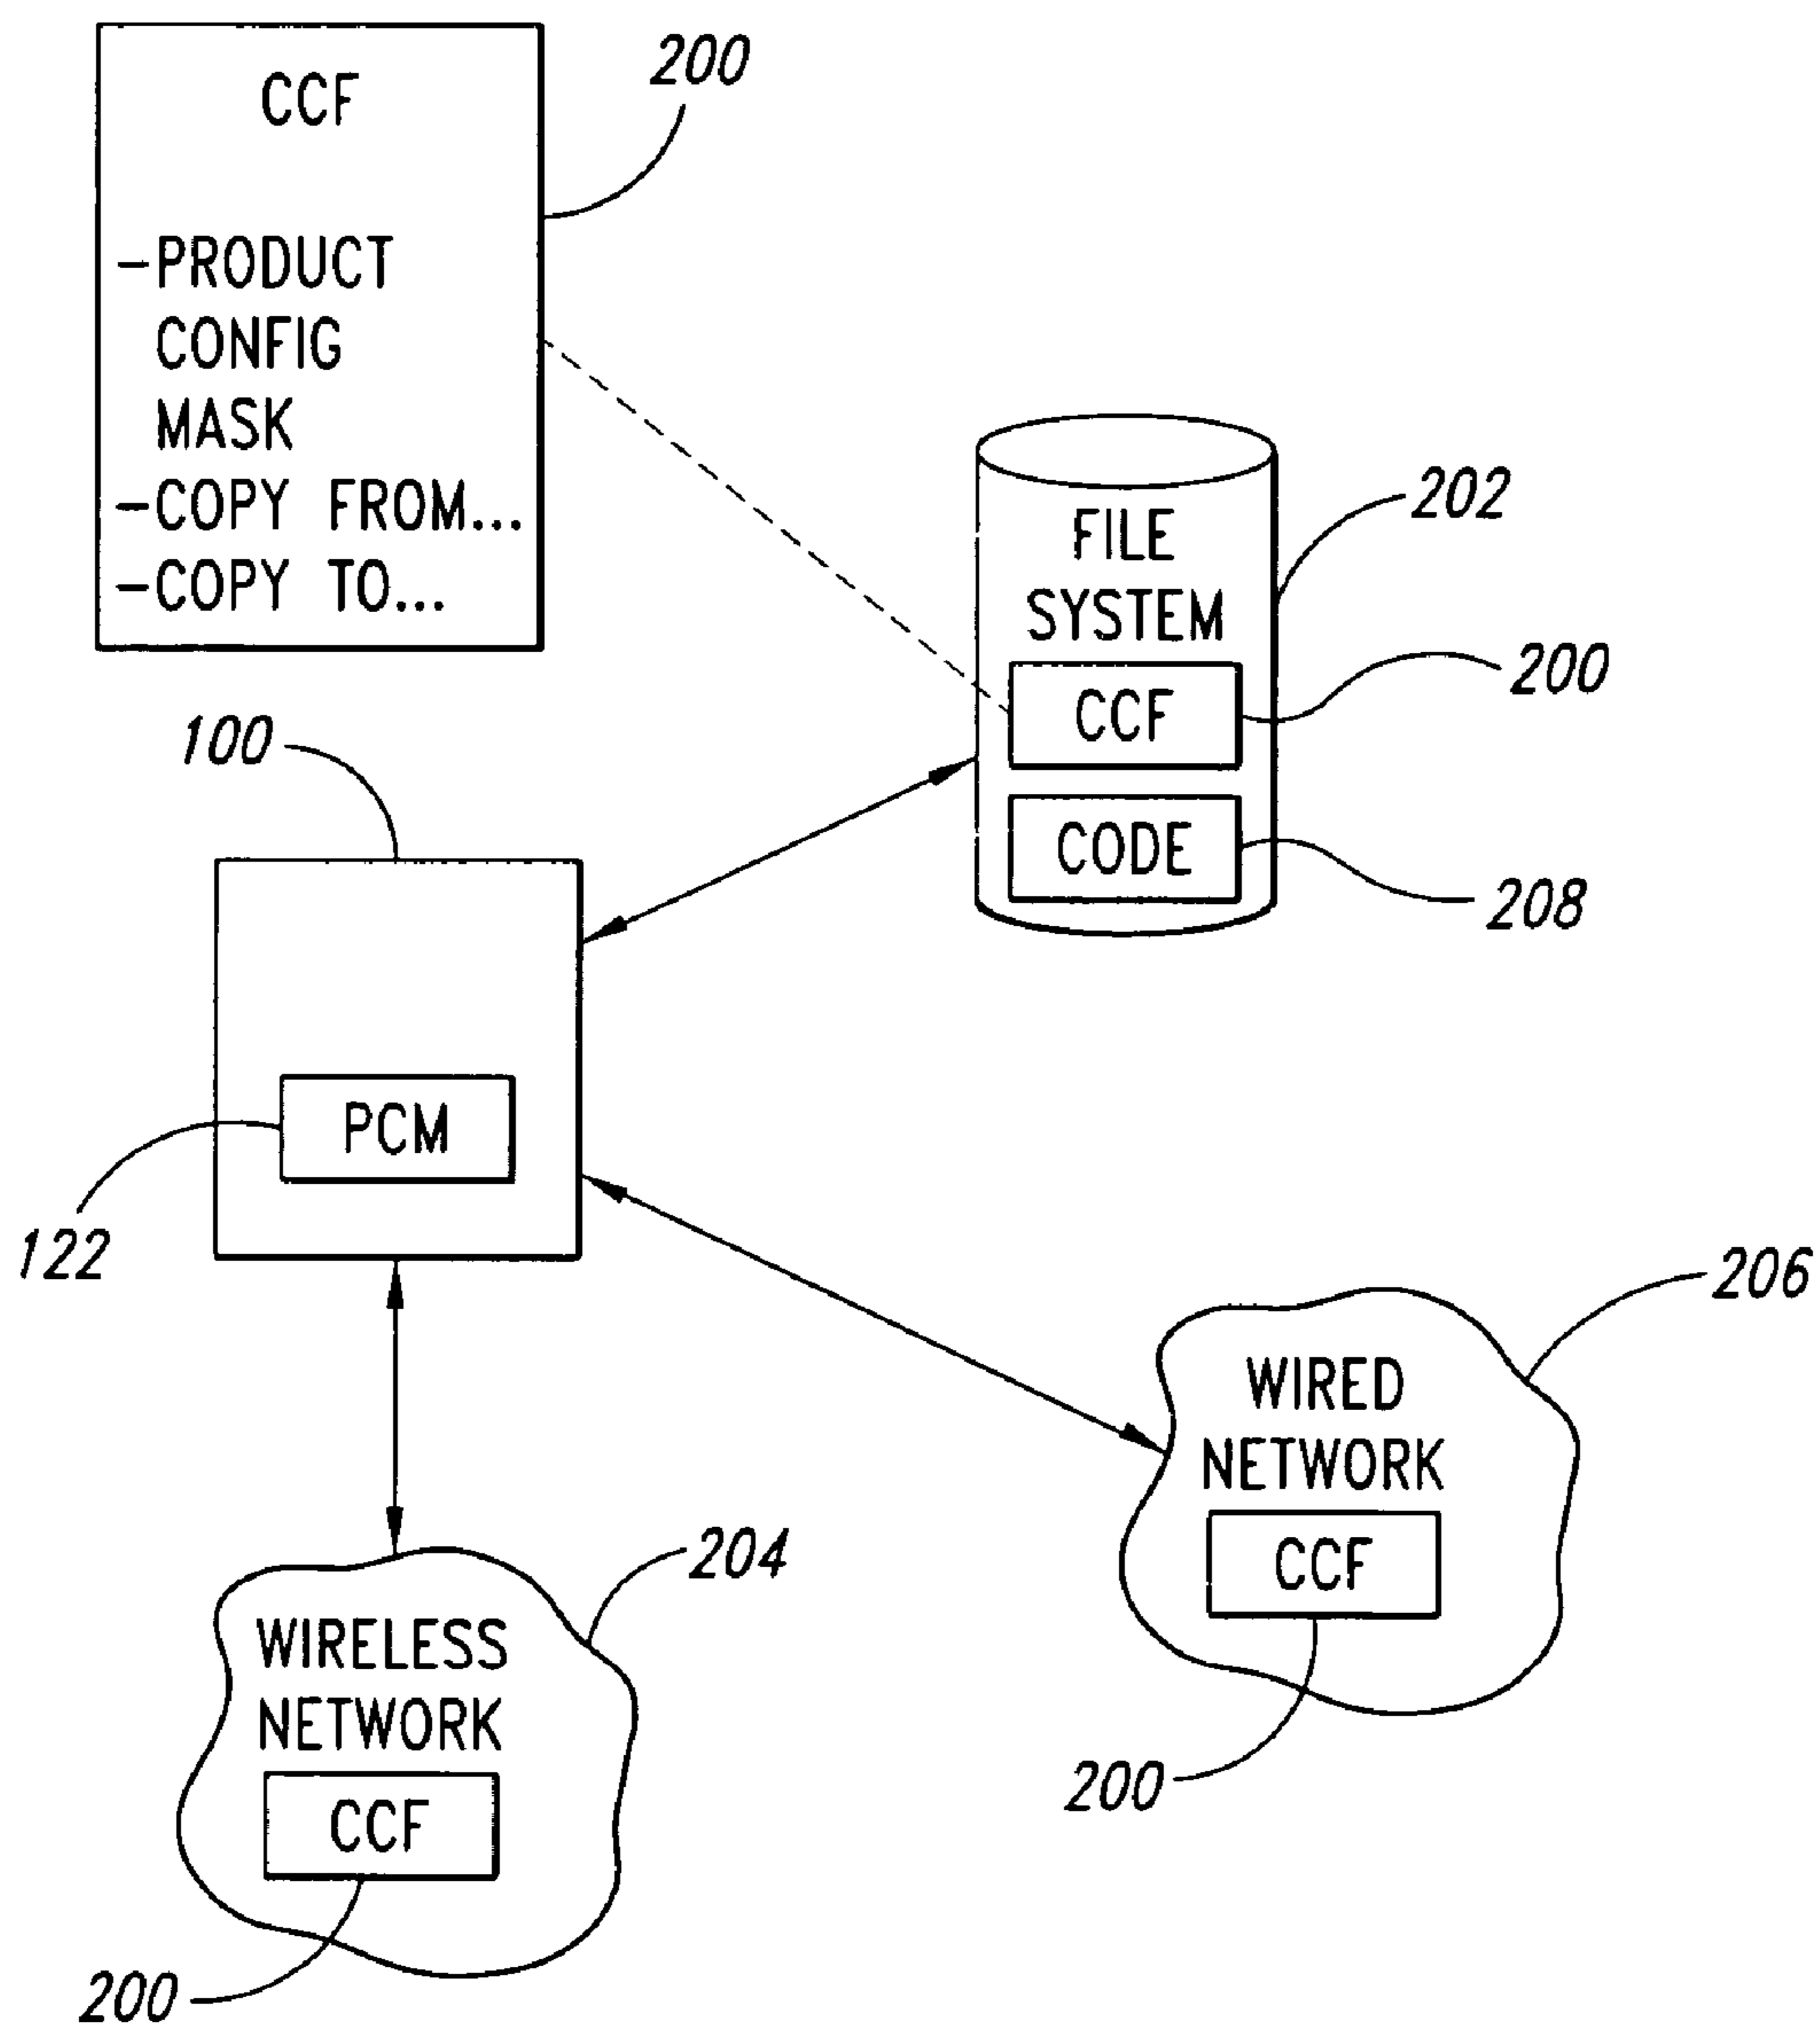 CCF
200
-PRODUCT
CONFIG
MASK
-COPY FROM...
-COPY TO...
202
FILE
SYSTEM
CCF
200
CODE
208
100
PCM
122
206
WIRED
NETWORK
CCF
200
204
WIRELESS
NETWORK
CCF
200